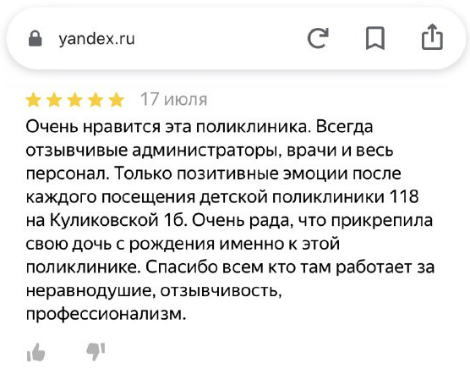 yandex.ru
17 июля
Очень нравится эта поликлиника. Всегда
отзывчивые администраторы, врачи и весь
персонал. Только позитивные эмоции после
каждого посещения детской поликлиники 118
на Куликовской 1б. Очень рада, что прикрепила
свою дочь с рождения именно к этой
поликлинике. Спасибо всем кто там работает за
неравнодушие, отзывчивость,
профессионализм.